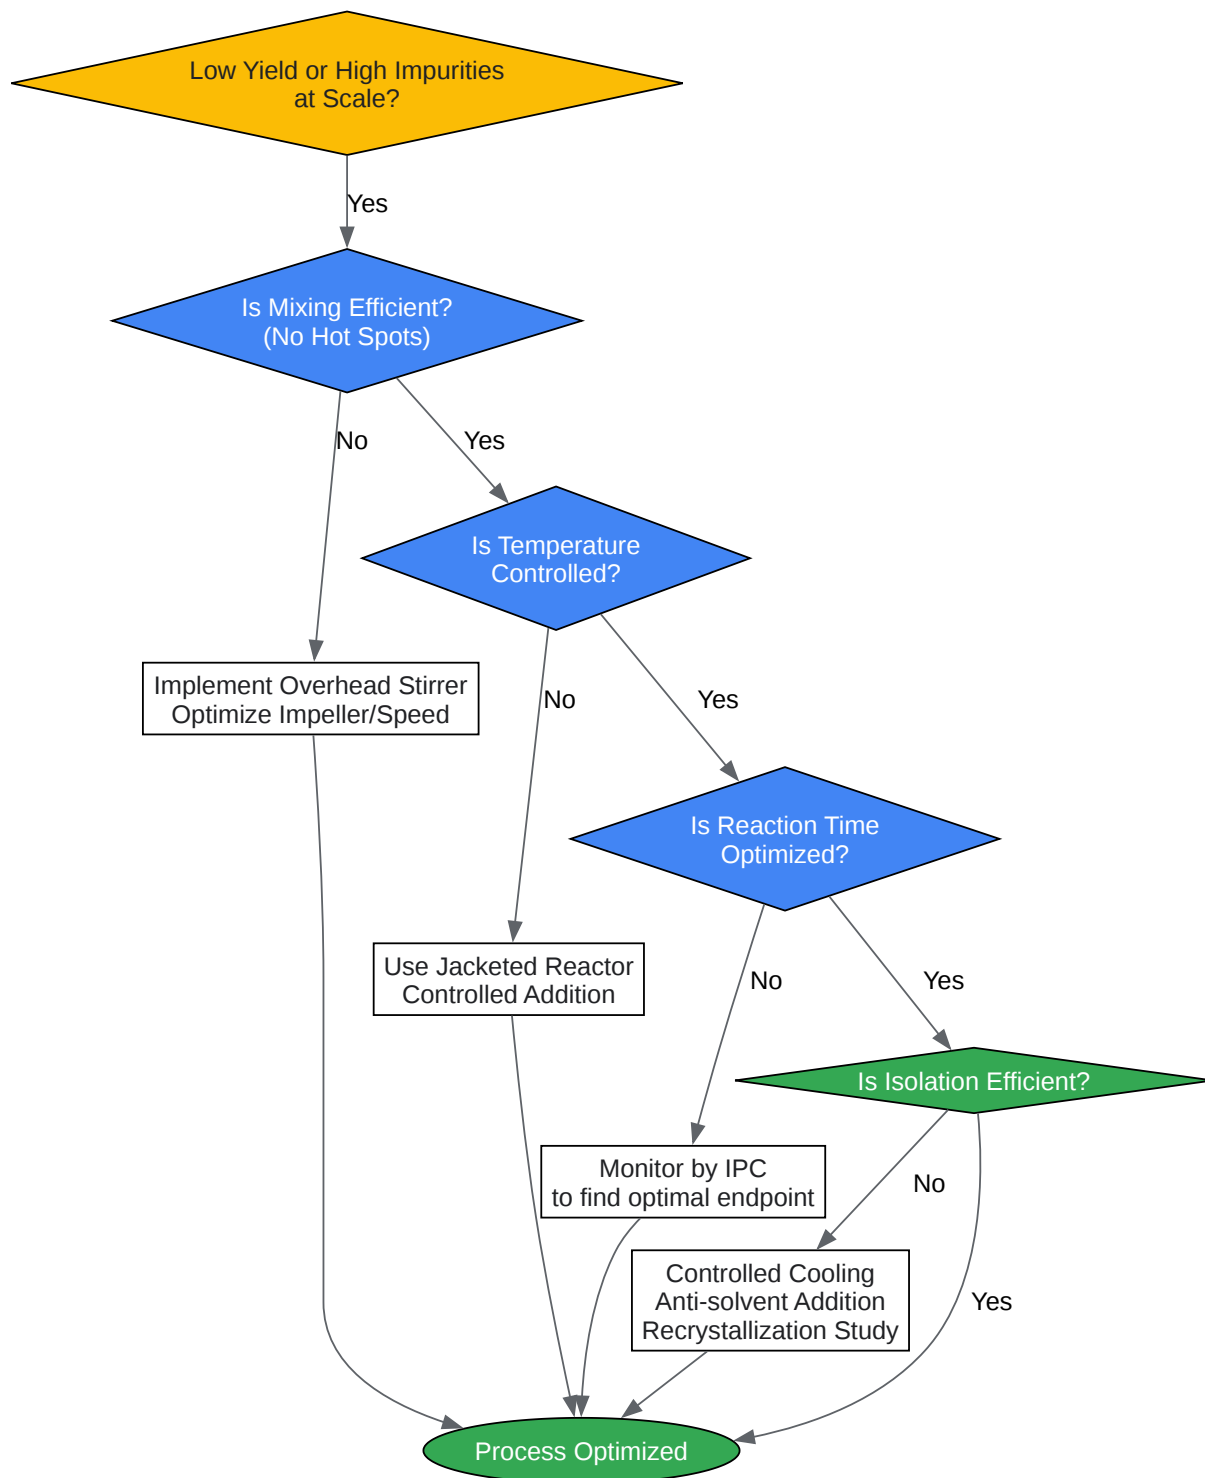 Low Yield or High Impurities
at Scale?
Yes
Is Mixing Efficient?
(No Hot Spots)
No
Yes
Is Temperature
Controlled?
Implement Overhead Stirrer
Optimize Impeller/Speed
No
Yes
Is Reaction Time
Optimized?
Use Jacketed Reactor
Controlled Addition
No
Yes
Is Isolation Efficient?
Monitor by IPC
to find optimal endpoint
No
Controlled Cooling
Anti-solvent Addition
Recrystallization Study
Yes
Process Optimized